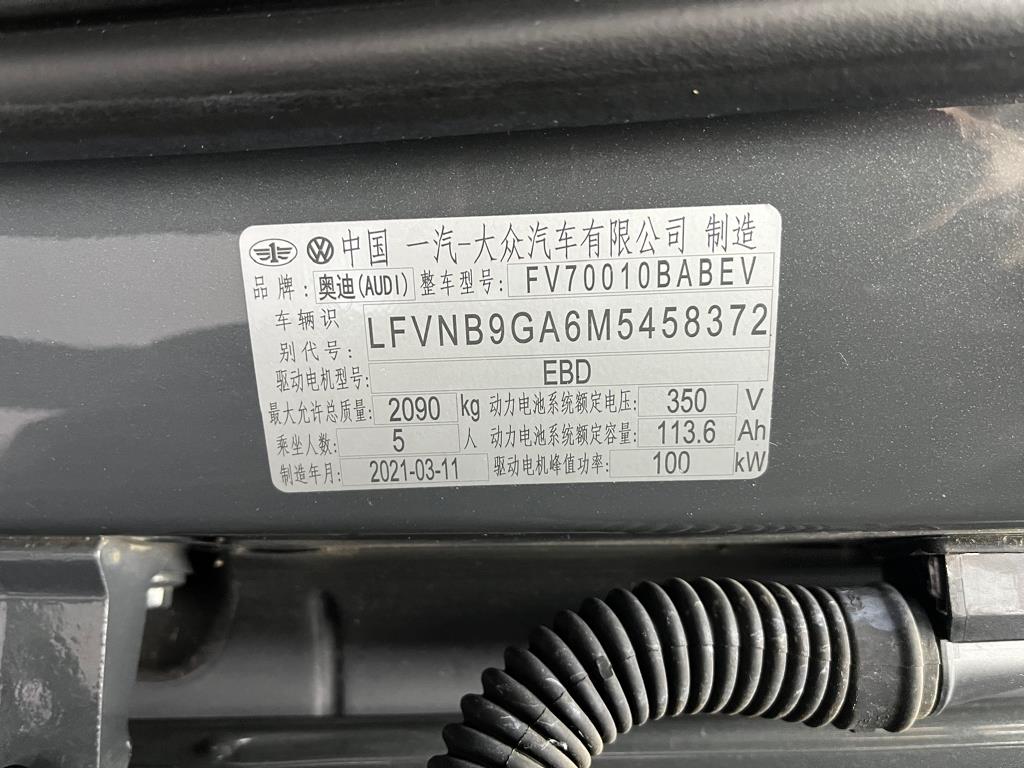 中国 一汽-大众汽车有限公司 制造
品牌: 奥迪(AUDI) 整车型号: FV70010BABEV
车辆识别代号: LFVNB9GA6M5458372
驱动电机型号: EBD
最大允许总质量: 2090 kg 动力电池系统额定电压: 350 V
乘坐人数: 5 人 动力电池系统额定容量: 113.6 Ah
制造年月: 2021-03-11 驱动电机峰值功率: 100 kW